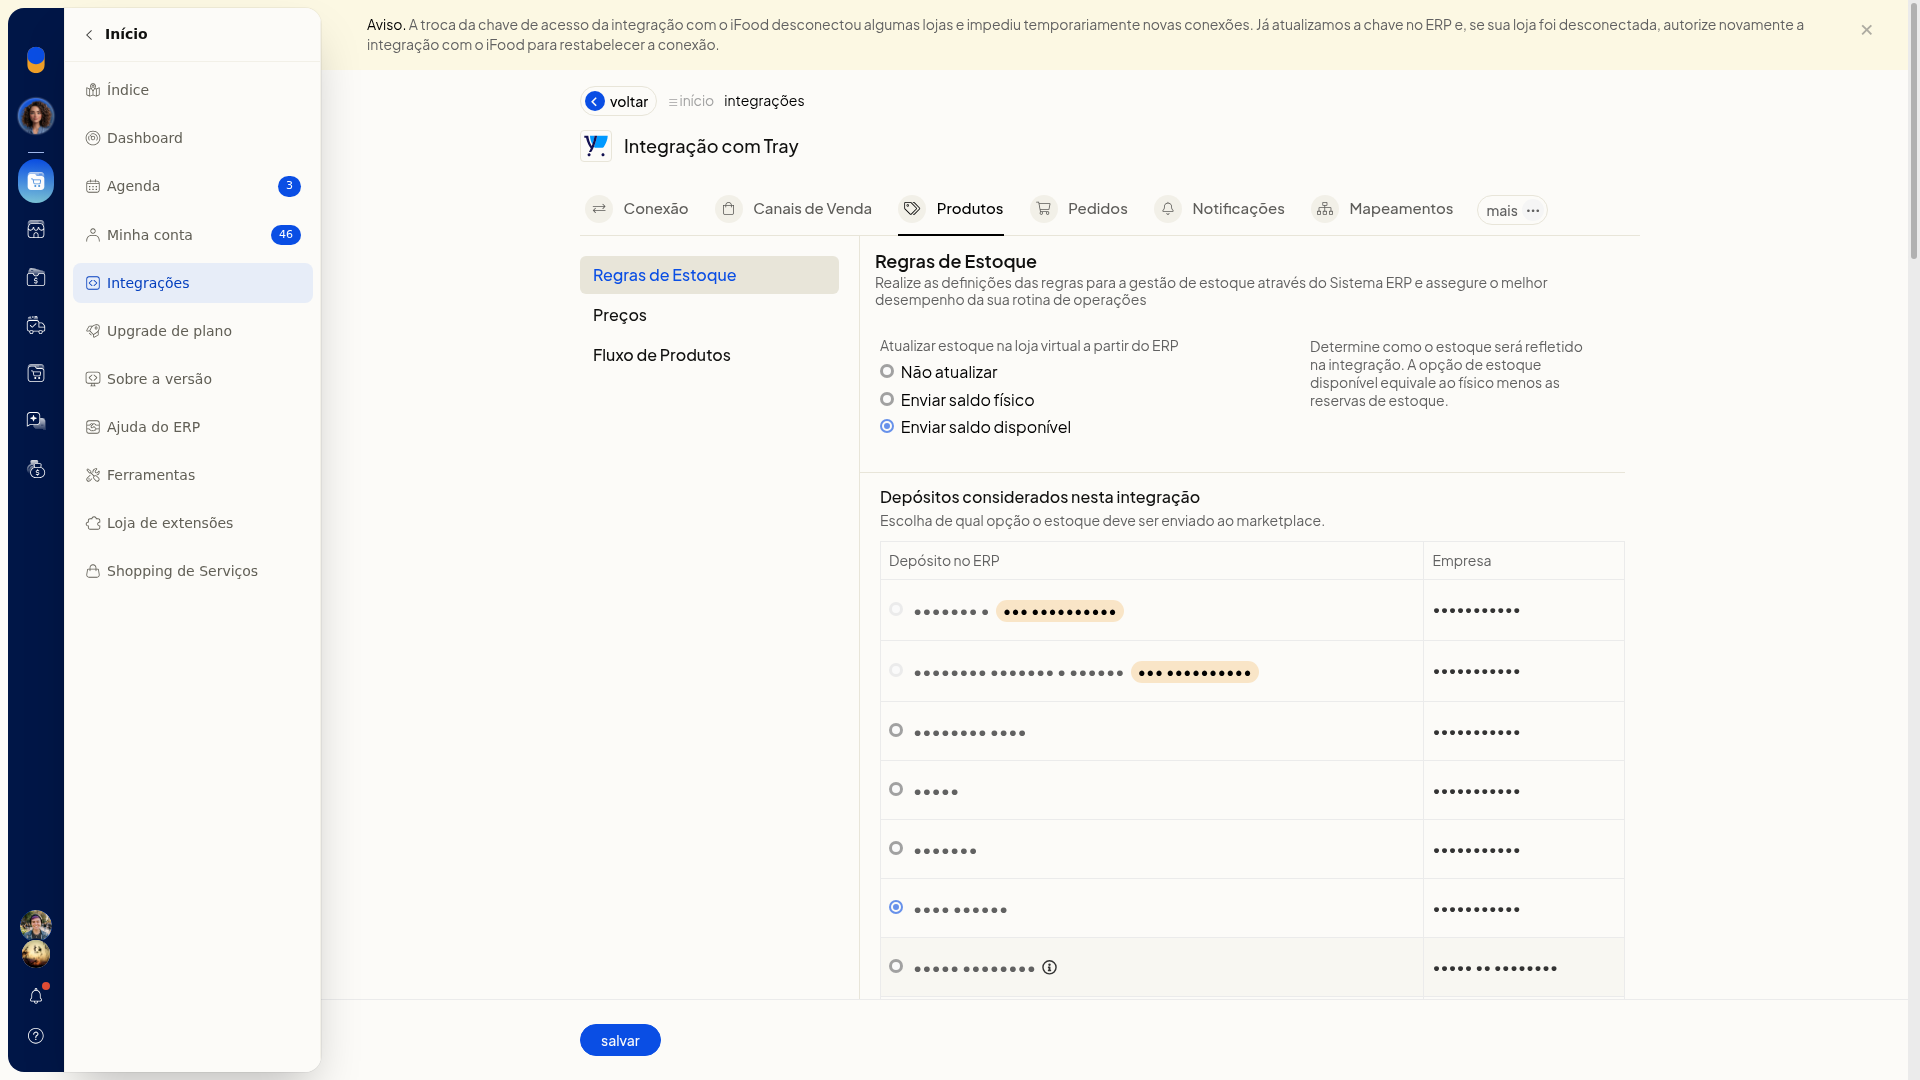 Início
Índice
Dashboard
Agenda 3
Minha conta 46
Integrações
Upgrade de plano
Sobre a versão
Ajuda do ERP
Ferramentas
Loja de extensões
Shopping de Serviços
Aviso. A troca da chave de acesso da integração com o iFood desconectou algumas lojas e impediu temporariamente novas conexões. Já atualizamos a chave no ERP e, se sua loja foi desconectada, autorize novamente a
integração com o iFood para restabelecer a conexão.
voltar início integrações
Integração com Tray
Conexão Canais de Venda Produtos Pedidos Notificações Mapeamentos mais
Regras de Estoque
Preços
Fluxo de Produtos
Regras de Estoque
Realize as definições das regras para a gestão de estoque através do Sistema ERP e assegure o melhor
desempenho da sua rotina de operações
Atualizar estoque na loja virtual a partir do ERP
Não atualizar
Enviar saldo físico
Enviar saldo disponível
Determine como o estoque será refletido
na integração. A opção de estoque
disponível equivale ao físico menos as
reservas de estoque.
Depósitos considerados nesta integração
Escolha de qual opção o estoque deve ser enviado ao marketplace.
Depósito no ERP Empresa
salvar